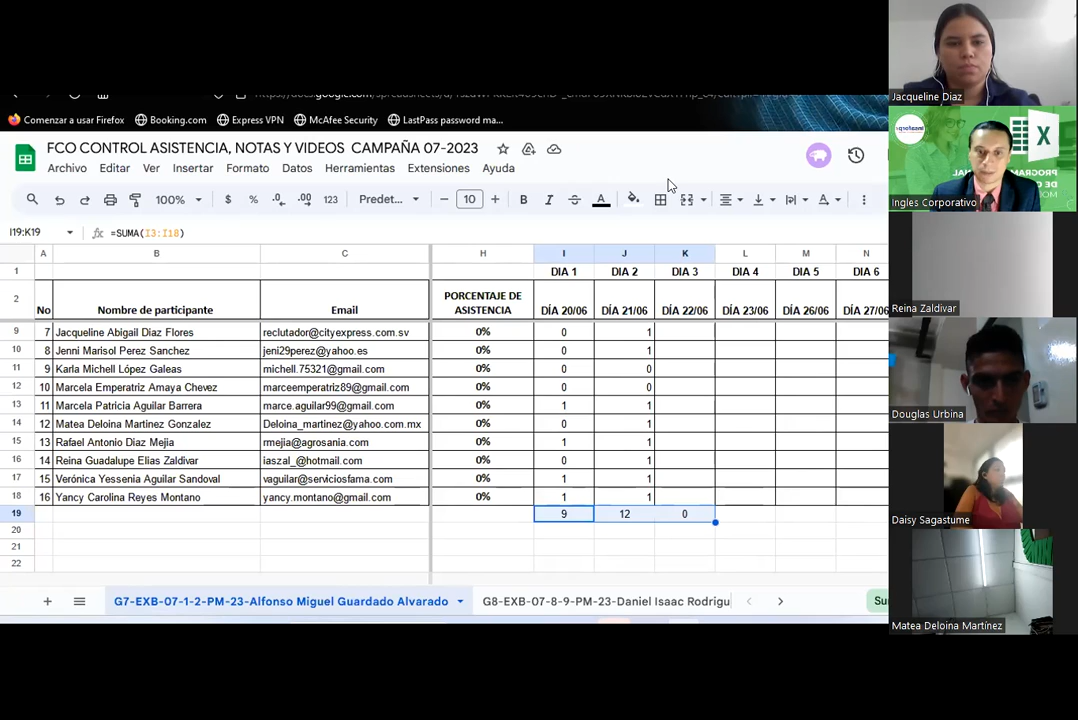 Comenzar a usar Firefox Booking.com Express VPN McAfee Security LastPass password ma...
FCO CONTROL ASISTENCIA, NOTAS Y VIDEOS CAMPAÑA 07-2023
Archivo Editar Ver Insertar Formato Datos Herramientas Extensiones Ayuda
100% $ % .0 .00 123 Predet... 10 B I A
I19:K19 fx =SUMA(I3:I18)
A B C H I J K L M N
1 DIA 1 DIA 2 DIA 3 DIA 4 DIA 5 DIA 6
2 No Nombre de participante Email PORCENTAJE DE ASISTENCIA DÍA 20/06 DÍA 21/06 DÍA 22/06 DÍA 23/06 DÍA 26/06 DÍA 27/06
9 7 Jacqueline Abigail Diaz Flores reclutador@cityexpress.com.sv 0% 0 1
10 8 Jenni Marisol Perez Sanchez jeni29perez@yahoo.es 0% 0 1
11 9 Karla Michell López Galeas michell.75321@gmail.com 0% 0 0
12 10 Marcela Emperatriz Amaya Chevez marceemperatriz89@gmail.com 0% 0 0
13 11 Marcela Patricia Aguilar Barrera marce.aguilar99@gmail.com 0% 1 1
14 12 Matea Deloina Martinez Gonzalez Deloina_martinez@yahoo.com.mx 0% 0 1
15 13 Rafael Antonio Diaz Mejia rmejia@agrosania.com 0% 1 1
16 14 Reina Guadalupe Elias Zaldivar iaszal_@hotmail.com 0% 0 1
17 15 Verónica Yessenia Aguilar Sandoval vaguilar@serviciosfama.com 0% 1 1
18 16 Yancy Carolina Reyes Montano yancy.montano@gmail.com 0% 1 1
19 9 12 0
20
21
22
G7-EXB-07-1-2-PM-23-Alfonso Miguel Guardado Alvarado G8-EXB-07-8-9-PM-23-Daniel Isaac Rodrigu
Jacqueline Diaz
Ingles Corporativo
Reina Zaldivar
Douglas Urbina
Daisy Sagastume
Matea Deloina Martínez